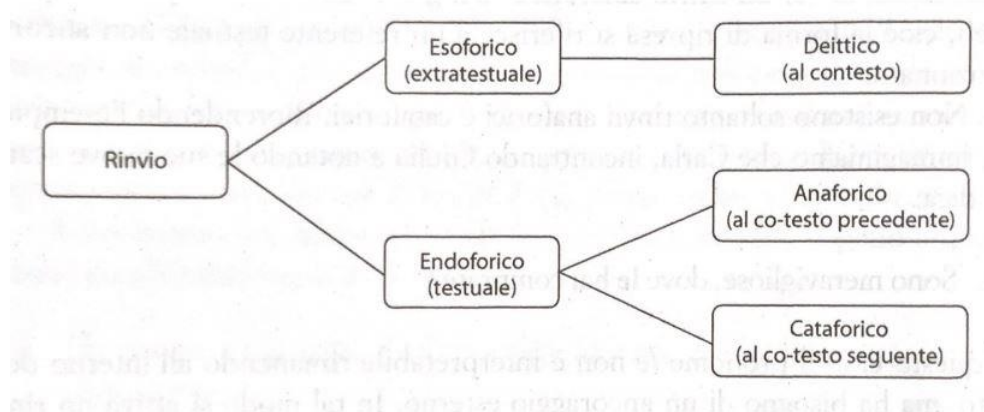 Rinvio
Esoforico
(extratestuale)
Deittico
(al contesto)
Endoforico
(testuale)
Anaforico
(al co-testo precedente)
Cataforico
(al co-testo seguente)